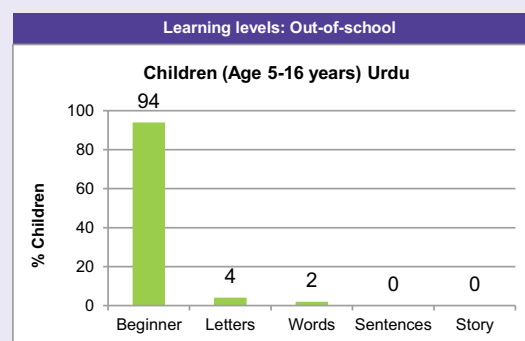 Learning levels: Out-of-school
Children (Age 5-16 years) Urdu
% Children
100
80
60
40
20
0
94
4
2
0
0
Beginner Letters Words Sentences Story